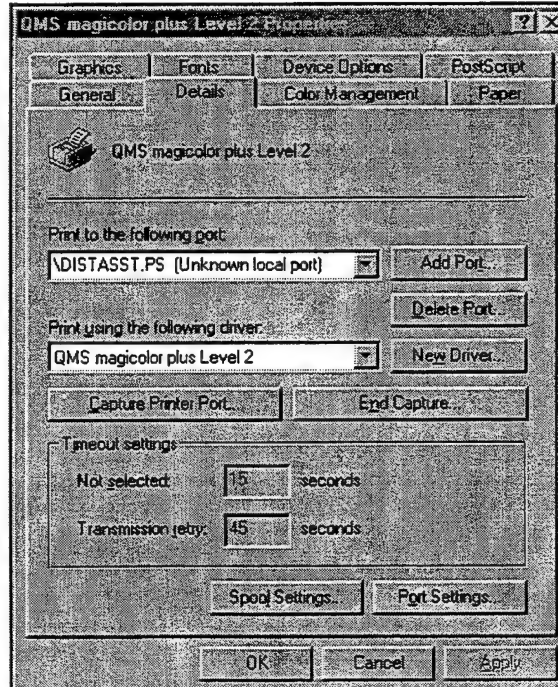 QMS magicolor plus Level 2 Properties
Graphics Fonts Device Options PostScript
General Details Color Management Paper
QMS magicolor plus Level 2
Print to the following port:
\DISTASST.PS (Unknown local port)
Add Port...
Delete Port...
Print using the following driver:
QMS magicolor plus Level 2
New Driver...
Capture Printer Port... End Capture...
Timeout settings
Not selected: 15 seconds
Transmission retry: 45 seconds
Spool Settings... Port Settings...
OK Cancel Apply